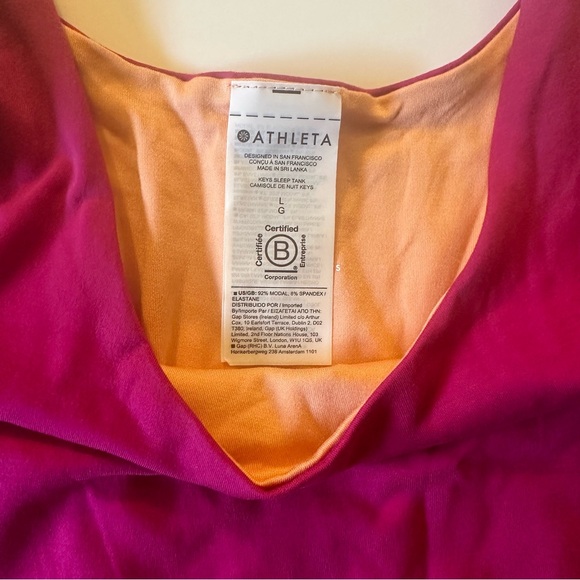 ATHLETA
DESIGNED IN SAN FRANCISCO
CONÇU A SAN FRANCISCO
MADE IN SRI LANKA
KEYS SLEEP TANK
CAMISOLE DE NUIT KEYS
L
G
Certified
Certifiée
B
Entreprise
Corporation
S
US/GB: 92% MODAL, 8% SPANDEX/
ELASTANE
DISTRIBUIDO POR / Imported
By/Importe Par / ΕΙΣΑΓΕΤΑΙ ΑΠΟ ΤΗΝ.
Gap Stores (Ireland) Limited c/o Arthur
Cox, 10 Earlsfort Terrace, Dublin 2, D02
T380, Ireland, Gap (UK Holdings)
Limited, 2nd Floor Nations House, 103
Wigmore Street, London, W1U 1QS, UK
Gap (RHC) B.V. Luna ArenA
Herikerbergweg 238 Amsterdam 1101